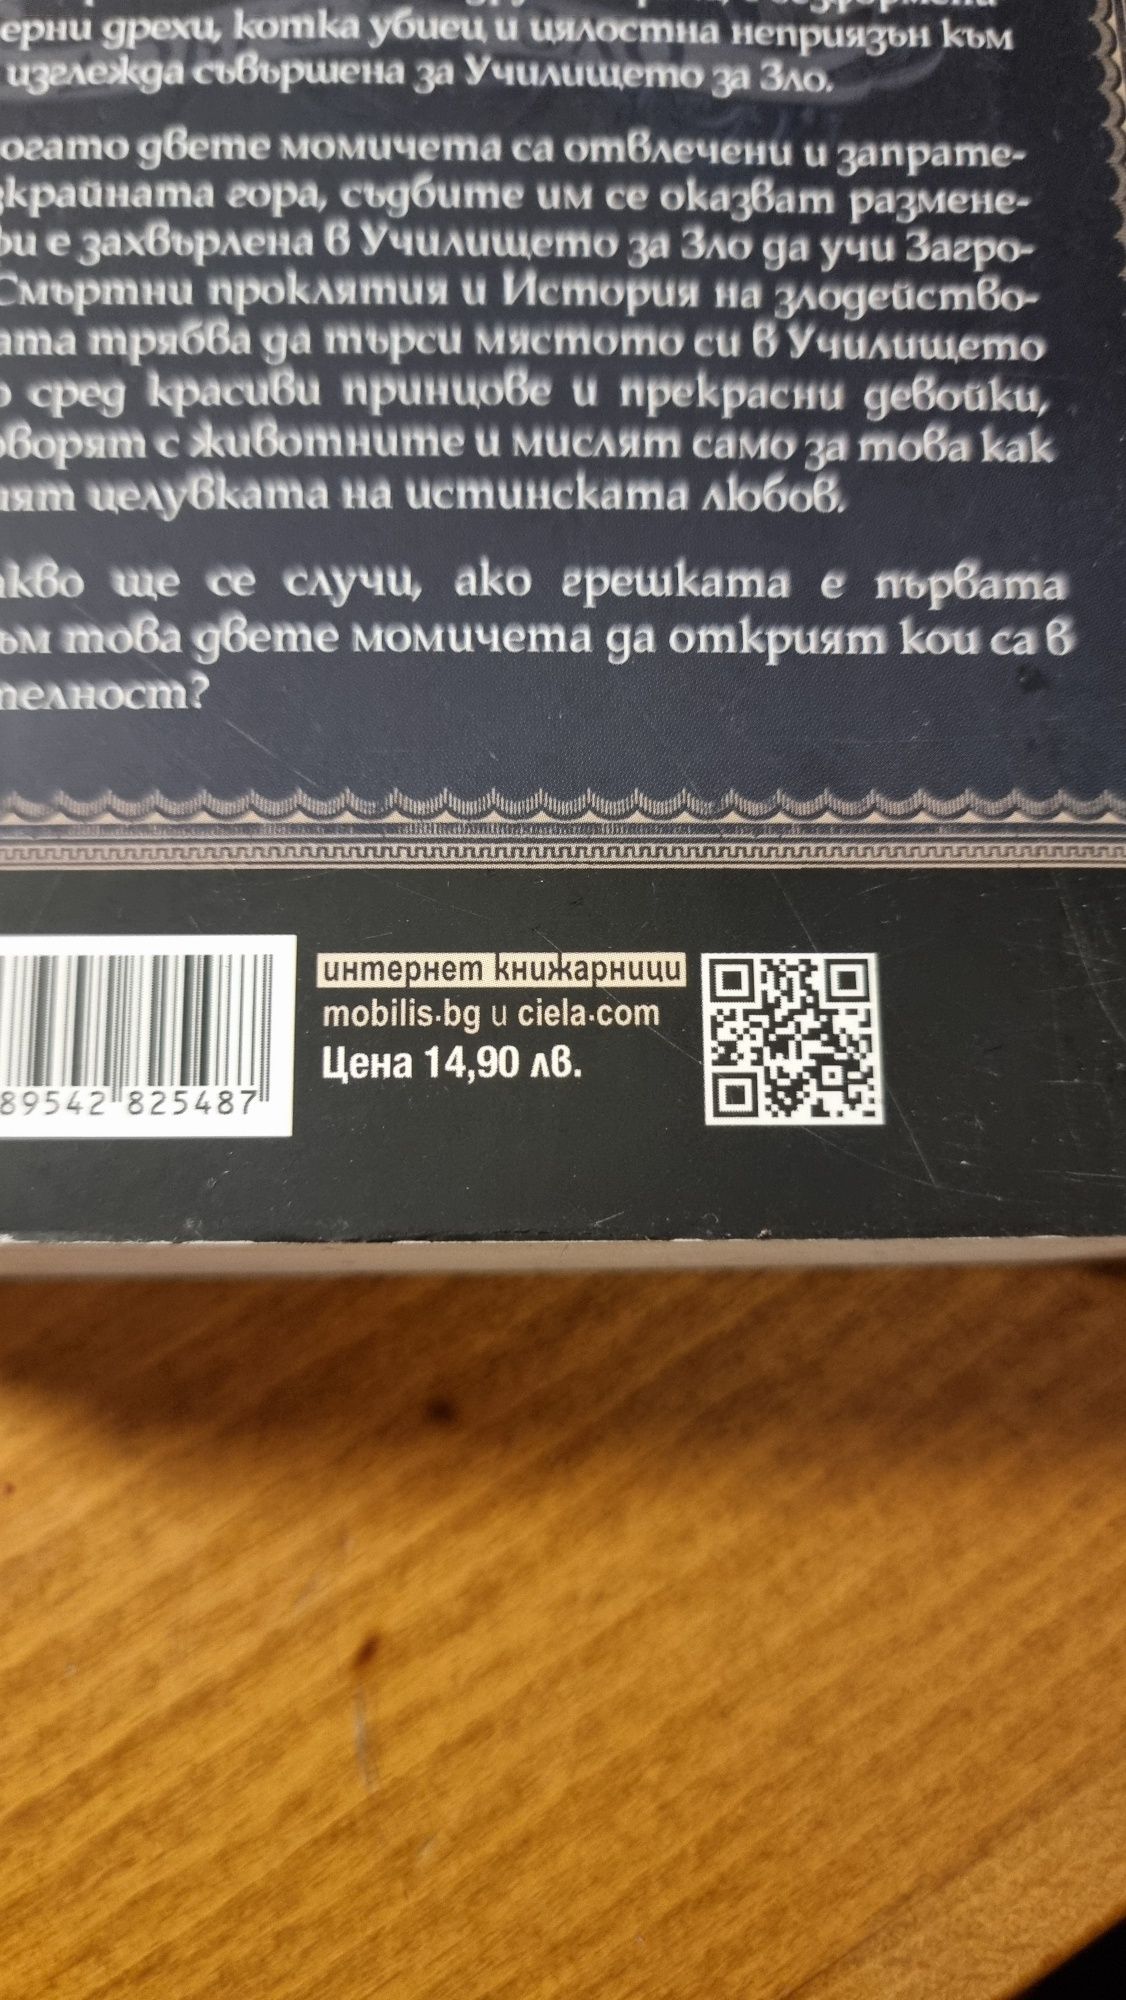 ерни дрехи, котка убиец и цялостна неприязън към
изглежда съвършена за Училището за Зло.
огато двете момичета са отвлечени и запрате-
зкрайната гора, съдбите им се оказват размене-
фи е захвърлена в Училището за Зло да учи Загро-
Смъртни проклятия и История на злодейство-
ата трябва да търси мястото си в Училището
о сред красиви принцове и прекрасни девойки,
оворят с животните и мислят само за това как
ият целувката на истинската любов.
акво ще се случи, ако грешката е първата
ъм това двете момичета да открият кои са в
телност?
интернет книжарници
mobilis.bg и ciela.com
Цена 14,90 лв.
89542 825487